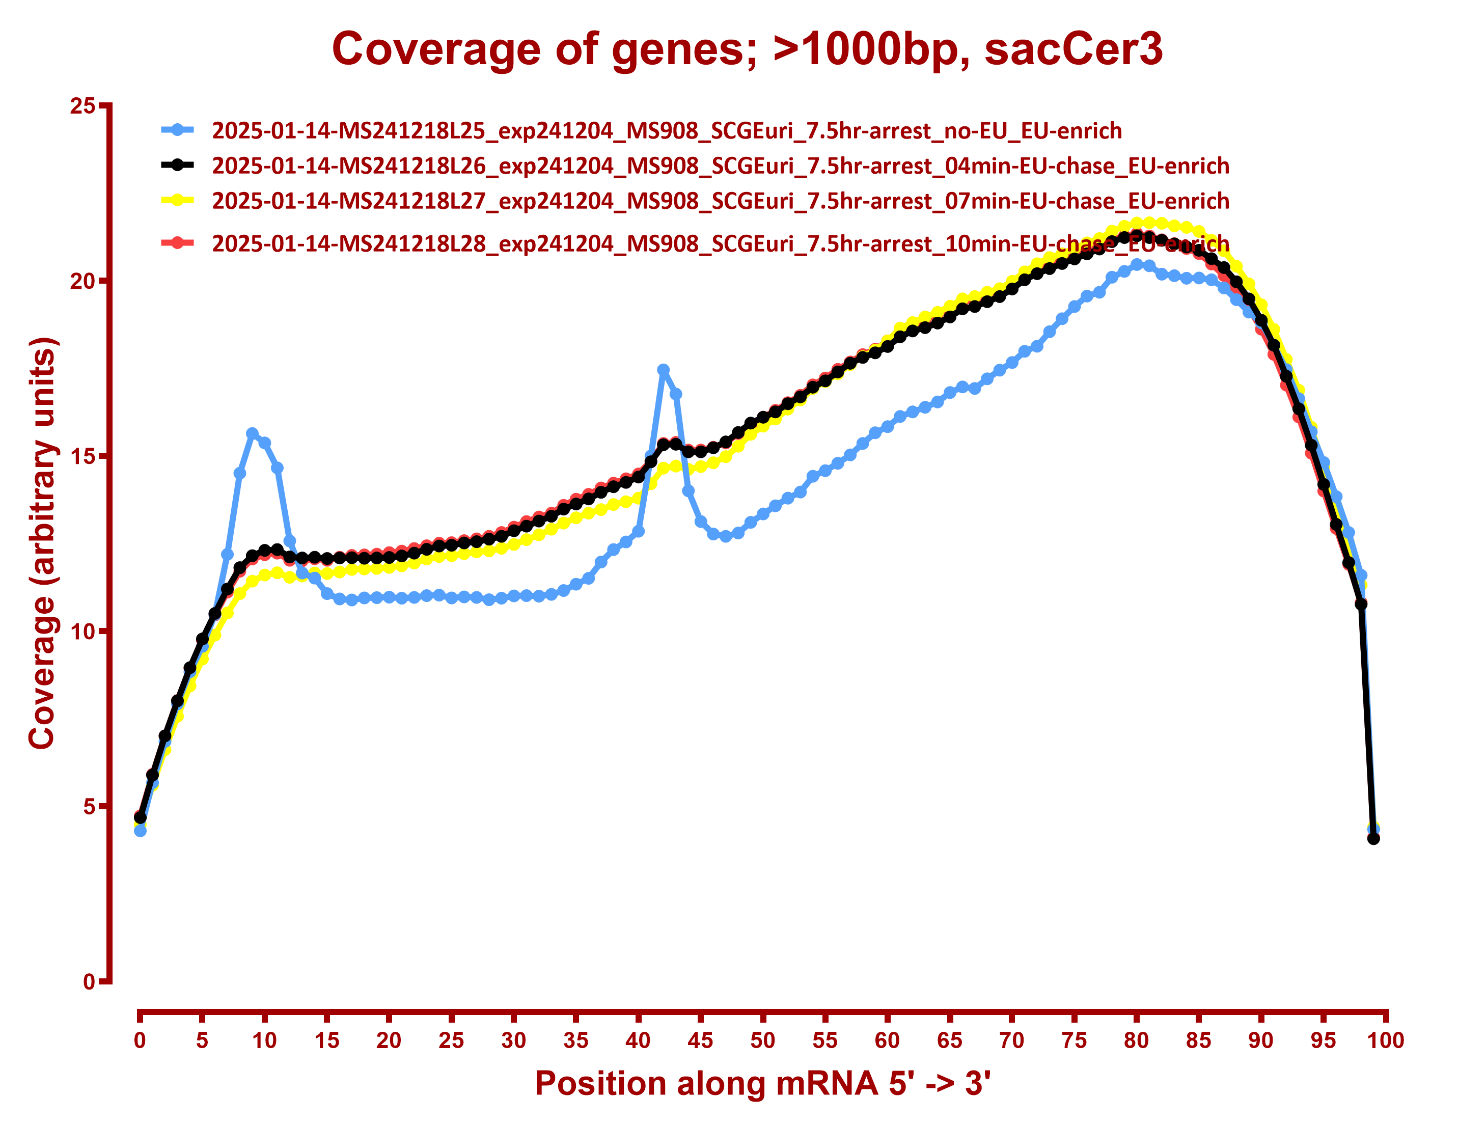 Coverage of genes; >1000bp, sacCer3
25
2025-01-14-MS241218L25_exp241204_MS908_SCGEuri_7.5hr-arrest_no-EU_EU-enrich
2025-01-14-MS241218L26_exp241204_MS908_SCGEuri_7.5hr-arrest_04min-EU-chase_EU-enrich
2025-01-14-MS241218L27_exp241204_MS908_SCGEuri_7.5hr-arrest_07min-EU-chase_EU-enrich
2025-01-14-MS241218L28_exp241204_MS908_SCGEuri_7.5hr-arrest_10min-EU-chase_EU-enrich
20
15
10
5
0
Coverage (arbitrary units)
0 5 10 15 20 25 30 35 40 45 50 55 60 65 70 75 80 85 90 95 100
Position along mRNA 5' -> 3'